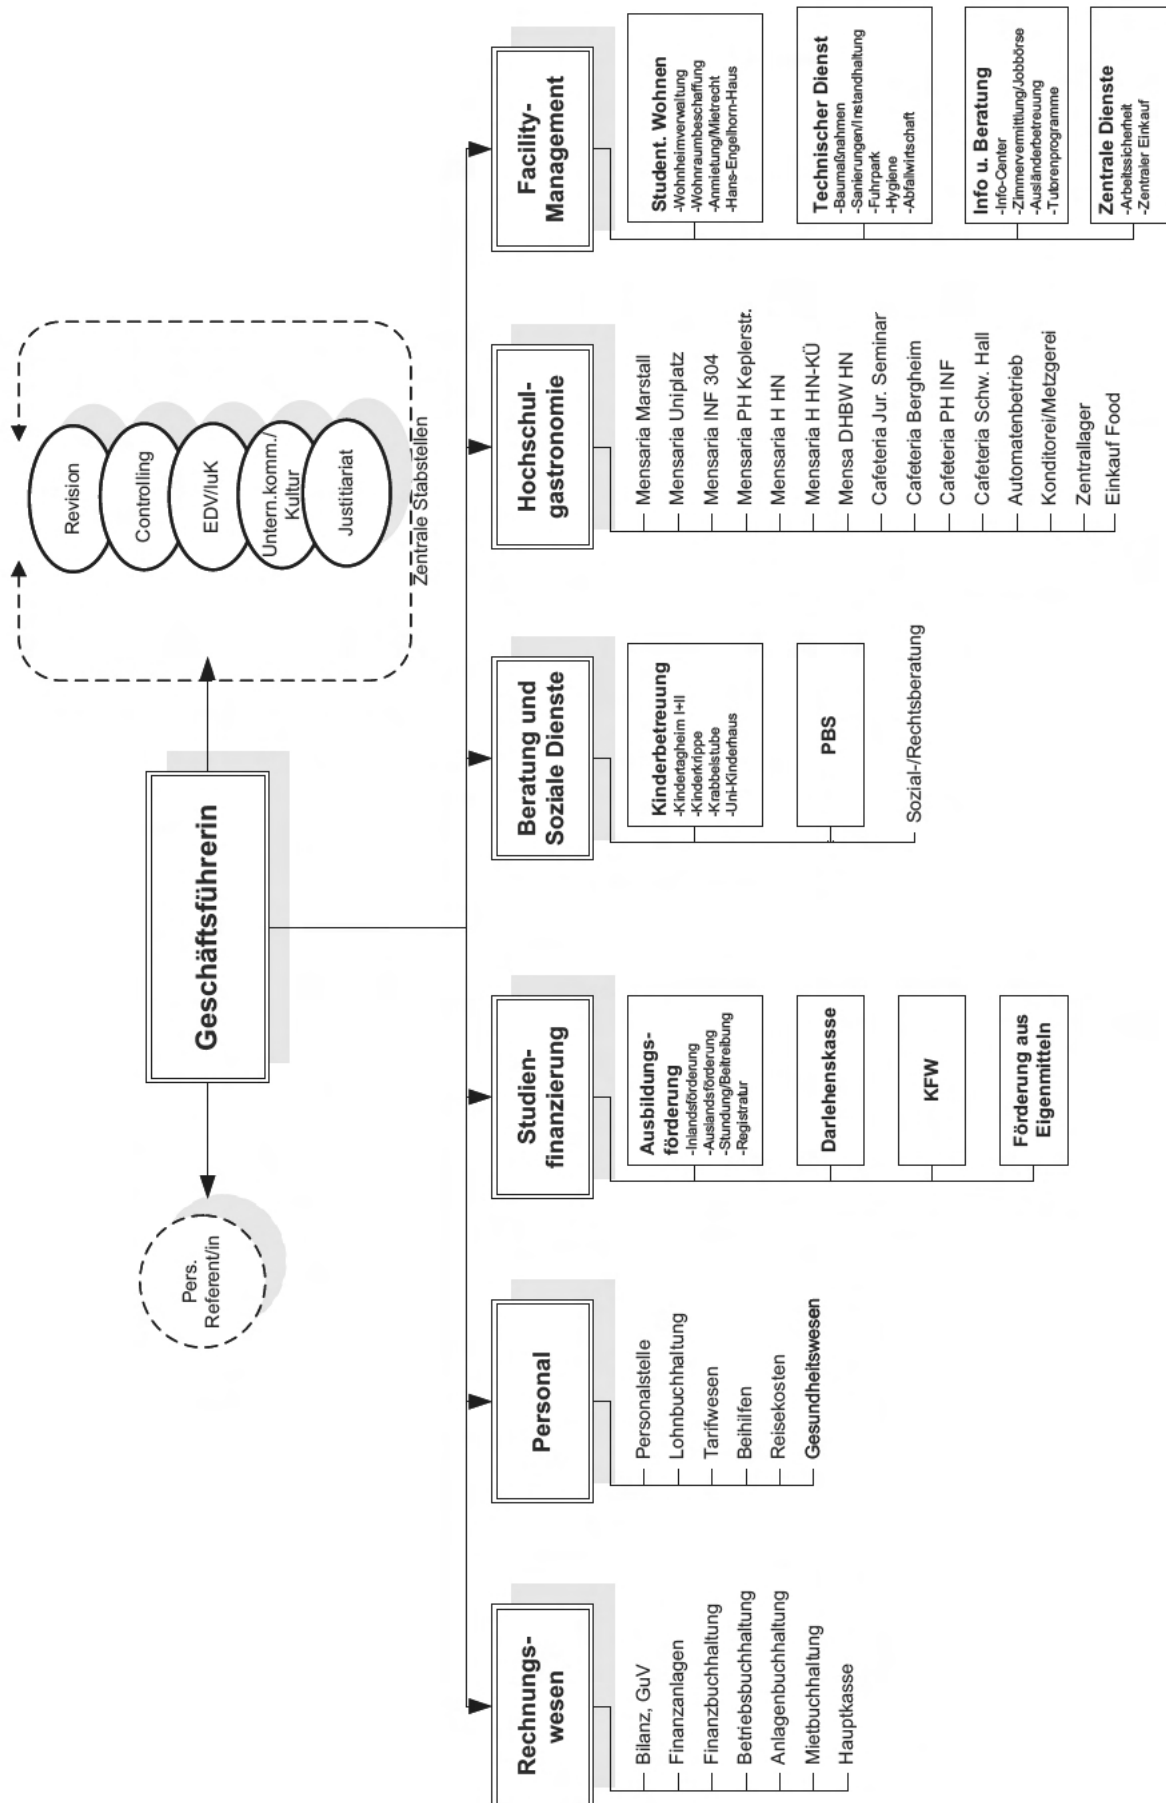 Geschäftsführerin
Pers.
Referent/in
Revision
Controlling
EDV/IuK
Untern.komm./
Kultur
Justitiariat
Zentrale Stabstellen
Rechnungs-
wesen
Bilanz, GuV
Finanzanlagen
Finanzbuchhaltung
Betriebsbuchhaltung
Anlagenbuchhaltung
Mietbuchhaltung
Hauptkasse
Personal
Personalstelle
Lohnbuchhaltung
Tarifwesen
Beihilfen
Reisekosten
Gesundheitswesen
Studien-
finanzierung
Ausbildungs-
förderung
-Inlandsförderung
-Auslandsförderung
-Stundung/Beitreibung
-Registratur
Darlehenskasse
KFW
Förderung aus
Eigenmitteln
Beratung und
Soziale Dienste
Kinderbetreuung
-Kindertagheim I+II
-Kinderkrippe
-Krabbelstube
-Uni-Kinderhaus
PBS
Sozial-/Rechtsberatung
Hochschul-
gastronomie
Mensaria Marstall
Mensaria Uniplatz
Mensaria INF 304
Mensaria PH Keplerstr.
Mensaria H HN
Mensaria H HN-KÜ
Mensa DHBW HN
Cafeteria Jur. Seminar
Cafeteria Bergheim
Cafeteria PH INF
Cafeteria Schw. Hall
Automatenbetrieb
Konditorei/Metzgerei
Zentrallager
Einkauf Food
Facility-
Management
Student. Wohnen
-Wohnheimverwaltung
-Wohnraumbeschaffung
-Anmietung/Mietrecht
-Hans-Engelhorn-Haus
Technischer Dienst
-Baumaßnahmen
-Sanierungen/Instandhaltung
-Fuhrpark
-Hygiene
-Abfallwirtschaft
Info u. Beratung
-Info-Center
-Zimmervermittlung/Jobbörse
-Ausländerbetreuung
-Tutorenprogramme
Zentrale Dienste
-Arbeitssicherheit
-Zentraler Einkauf